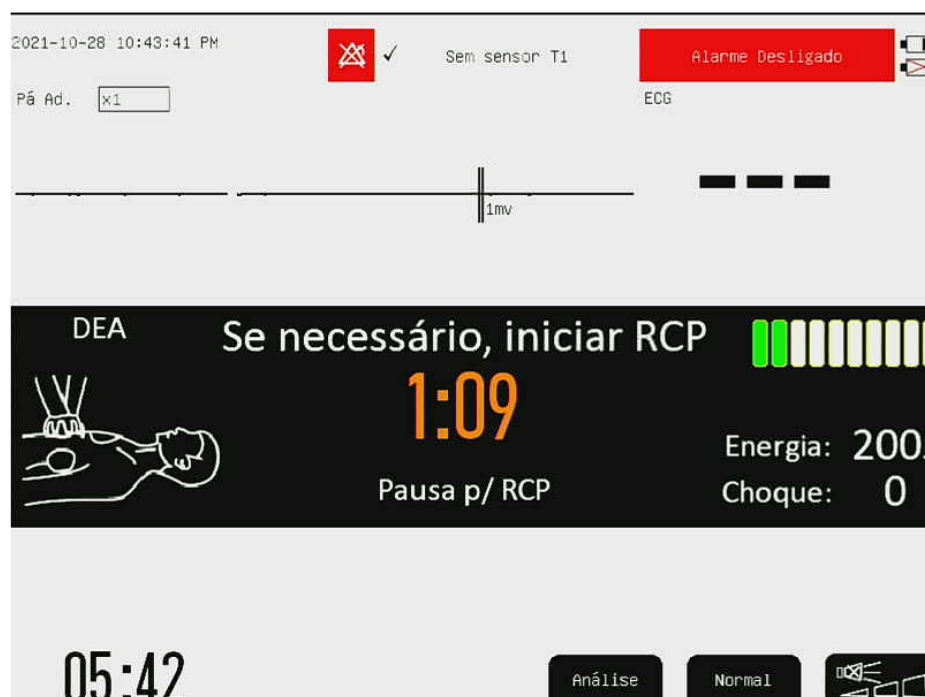 2021-10-28 10:43:41 PM
Sem sensor T1
Alarme Desligado
Pá Ad. x1
ECG
1mv
DEA
Se necessário, iniciar RCP
1:09
Pausa p/ RCP
Energia: 200
Choque: 0
05:42
Análise
Normal